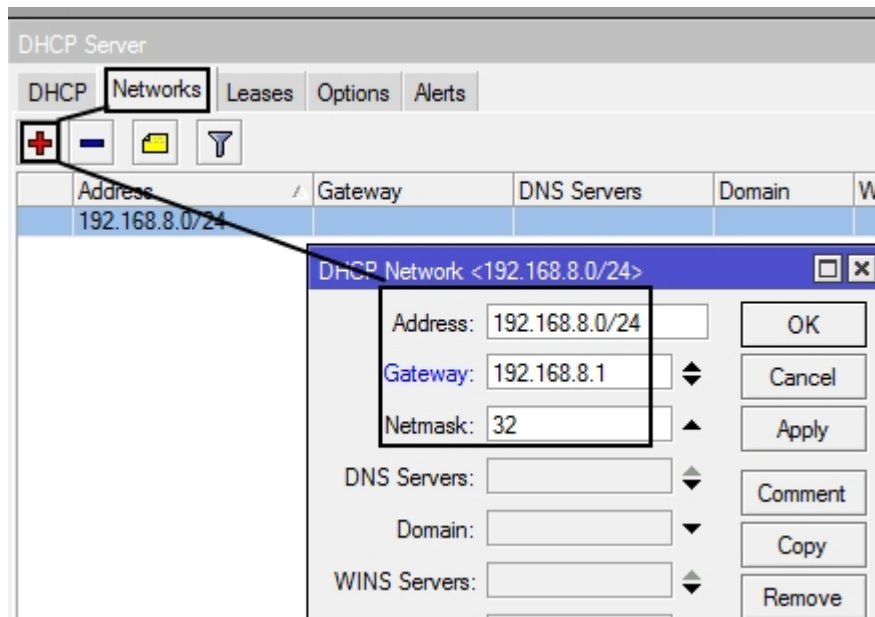 DHCP Server
DHCP Networks Leases Options Alerts
Address Gateway DNS Servers Domain W
192.168.8.0/24
DHCP Network <192.168.8.0/24>
Address: 192.168.8.0/24 OK
Gateway: 192.168.8.1 Cancel
Netmask: 32 Apply
DNS Servers: Comment
Domain: Copy
WINS Servers: Remove